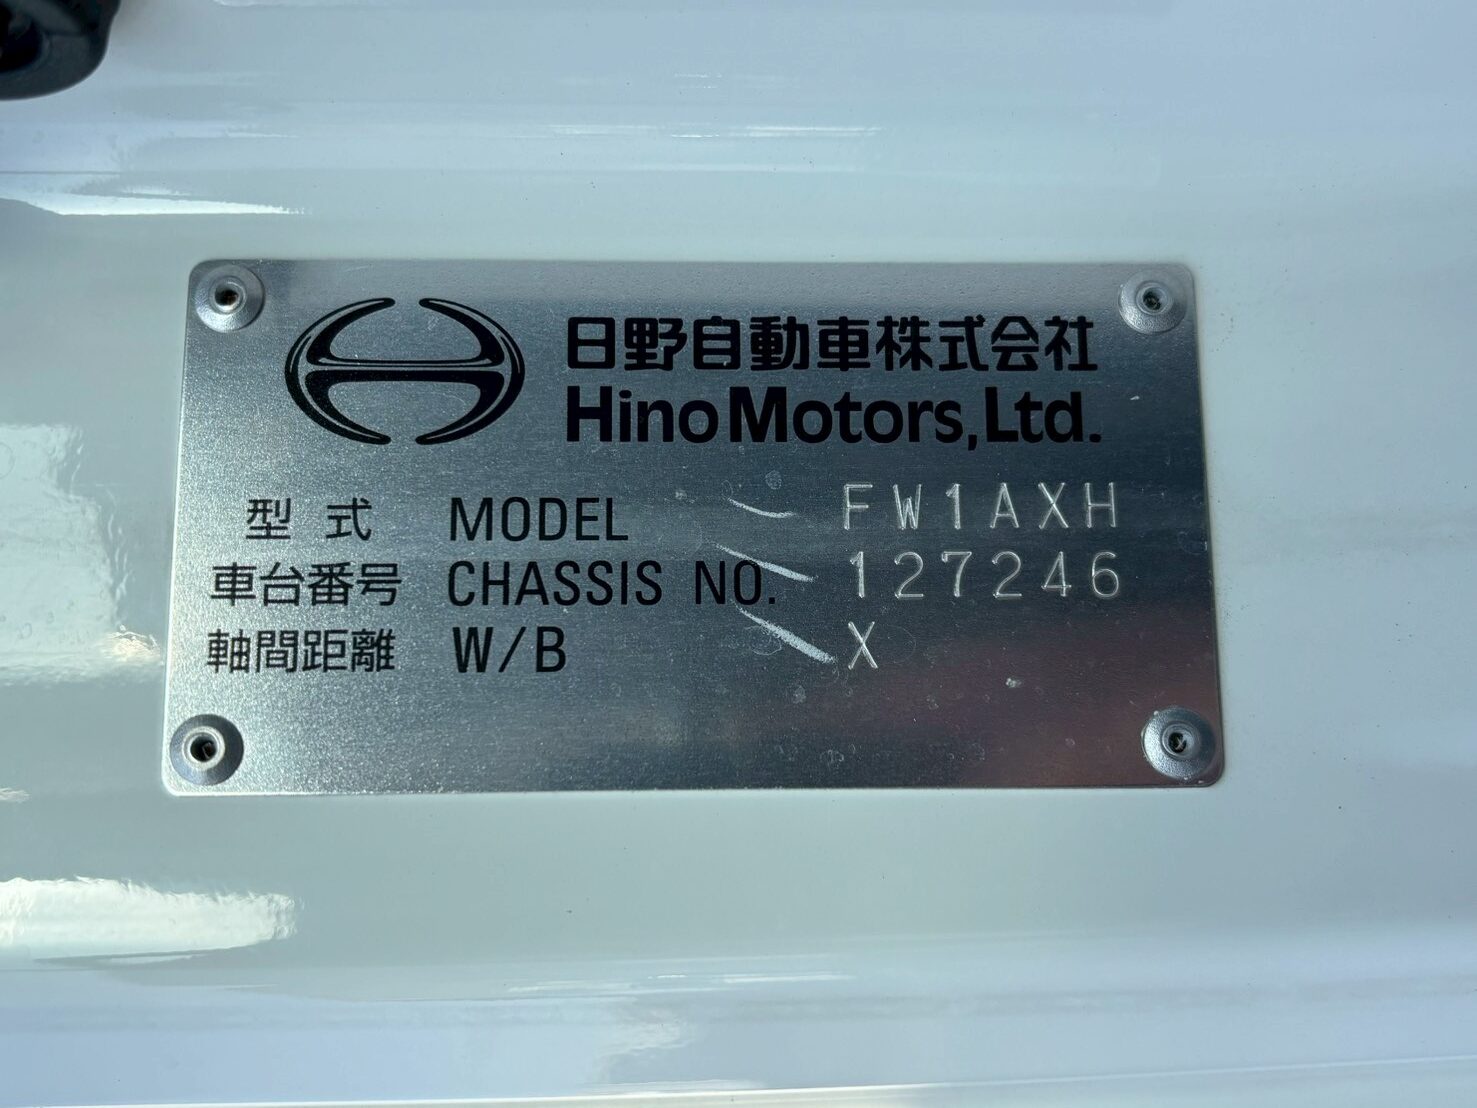 日野自動車株式会社
Hino Motors, Ltd.
型式 MODEL FW1AXH
車台番号 CHASSIS NO. 127246
軸間距離 W/B X